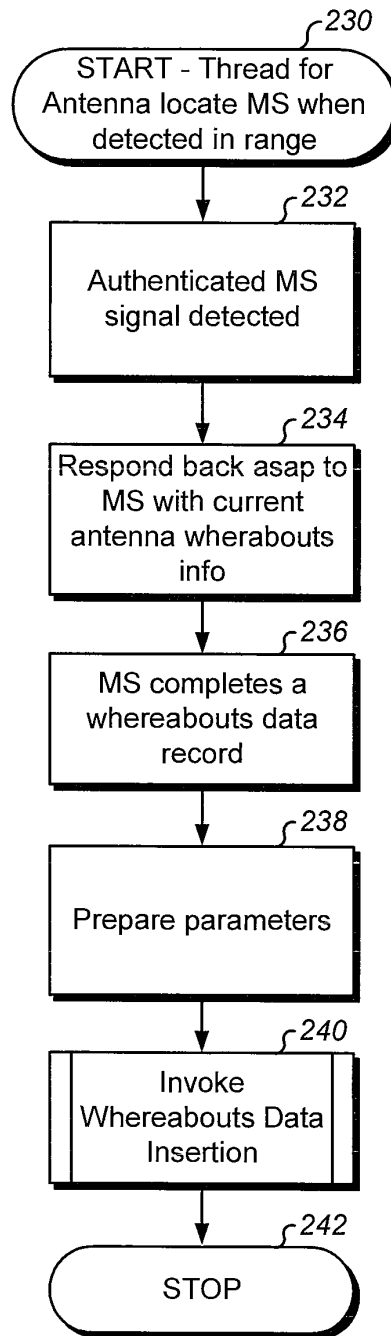 230
START - Thread for
Antenna locate MS when
detected in range
232
Authenticated MS
signal detected
234
Respond back asap to
MS with current
antenna wherabouts
info
236
MS completes a
whereabouts data
record
238
Prepare parameters
240
Invoke
Whereabouts Data
Insertion
242
STOP